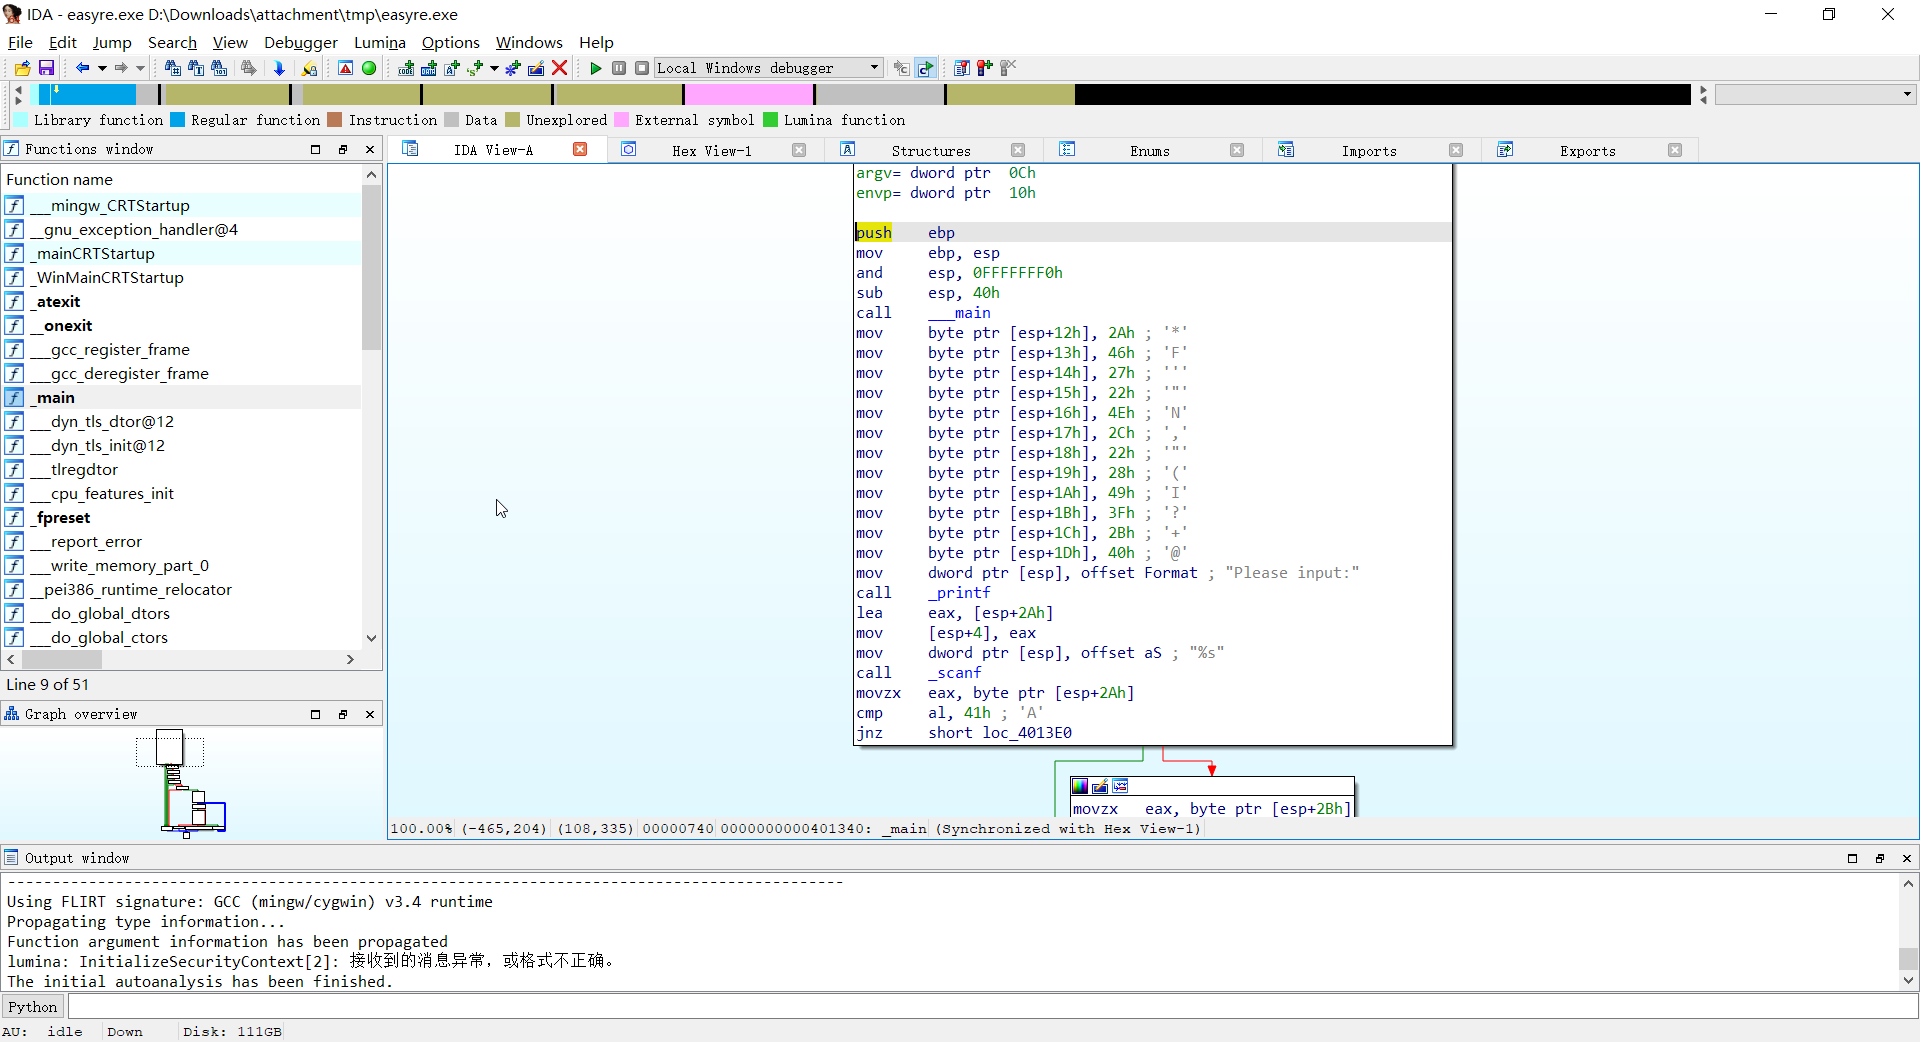 IDA - easyre.exe D:\Downloads\attachment\tmp\easyre.exe
File Edit Jump Search View Debugger Lumina Options Windows Help
Local Windows debugger
Library function Regular function Instruction Data Unexplored External symbol Lumina function
Functions window
IDA View-A Hex View-1 Structures Enums Imports Exports
Function name
___mingw_CRTStartup
__gnu_exception_handler@4
_mainCRTStartup
_WinMainCRTStartup
_atexit
__onexit
___gcc_register_frame
___gcc_deregister_frame
_main
___dyn_tls_dtor@12
___dyn_tls_init@12
___tlregdtor
___cpu_features_init
_fpreset
___report_error
___write_memory_part_0
__pei386_runtime_relocator
___do_global_dtors
___do_global_ctors
Line 9 of 51
Graph overview
argv= dword ptr  0Ch
envp= dword ptr  10h
push    ebp
mov     ebp, esp
and     esp, 0FFFFFFF0h
sub     esp, 40h
call    ___main
mov     byte ptr [esp+12h], 2Ah ; '*'
mov     byte ptr [esp+13h], 46h ; 'F'
mov     byte ptr [esp+14h], 27h ; '''
mov     byte ptr [esp+15h], 22h ; '"'
mov     byte ptr [esp+16h], 4Eh ; 'N'
mov     byte ptr [esp+17h], 2Ch ; ','
mov     byte ptr [esp+18h], 22h ; '"'
mov     byte ptr [esp+19h], 28h ; '('
mov     byte ptr [esp+1Ah], 49h ; 'I'
mov     byte ptr [esp+1Bh], 3Fh ; '?'
mov     byte ptr [esp+1Ch], 2Bh ; '+'
mov     byte ptr [esp+1Dh], 40h ; '@'
mov     dword ptr [esp], offset Format ; "Please input:"
call    _printf
lea     eax, [esp+2Ah]
mov     [esp+4], eax
mov     dword ptr [esp], offset aS ; "%s"
call    _scanf
movzx   eax, byte ptr [esp+2Ah]
cmp     al, 41h ; 'A'
jnz     short loc_4013E0
movzx   eax, byte ptr [esp+2Bh]
100.00% (-465,204) (108,335) 00000740 0000000000401340: _main (Synchronized with Hex View-1)
Output window
---------------------------------------------------------------------------------------------
Using FLIRT signature: GCC (mingw/cygwin) v3.4 runtime
Propagating type information...
Function argument information has been propagated
lumina: InitializeSecurityContext[2]: 接收到的消息异常，或格式不正确。
The initial autoanalysis has been finished.
Python
AU: idle Down Disk: 111GB